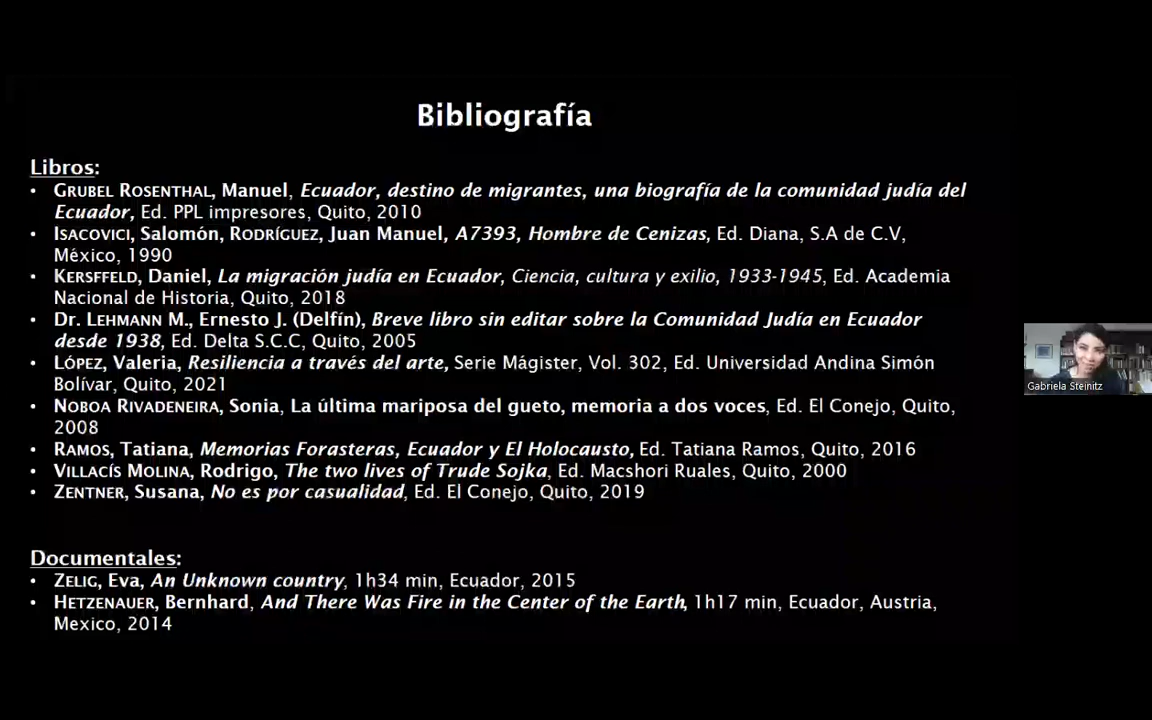 Bibliografía
Libros:
• GRUBEL ROSENTHAL, Manuel, Ecuador, destino de migrantes, una biografía de la comunidad judía del
Ecuador, Ed. PPL impresores, Quito, 2010
• ISACOVICI, Salomón, RODRÍGUEZ, Juan Manuel, A7393, Hombre de Cenizas, Ed. Diana, S.A de C.V,
México, 1990
• KERSFFELD, Daniel, La migración judía en Ecuador, Ciencia, cultura y exilio, 1933-1945, Ed. Academia
Nacional de Historia, Quito, 2018
• Dr. LEHMANN M., Ernesto J. (Delfín), Breve libro sin editar sobre la Comunidad Judía en Ecuador
desde 1938, Ed. Delta S.C.C, Quito, 2005
• LÓPEZ, Valeria, Resiliencia a través del arte, Serie Mágister, Vol. 302, Ed. Universidad Andina Simón
Bolívar, Quito, 2021
• NOBOA RIVADENEIRA, Sonia, La última mariposa del gueto, memoria a dos voces, Ed. El Conejo, Quito,
2008
• RAMOS, Tatiana, Memorias Forasteras, Ecuador y El Holocausto, Ed. Tatiana Ramos, Quito, 2016
• VILLACÍS MOLINA, Rodrigo, The two lives of Trude Sojka, Ed. Macshori Ruales, Quito, 2000
• ZENTNER, Susana, No es por casualidad, Ed. El Conejo, Quito, 2019
Documentales:
• ZELIG, Eva, An Unknown country, 1h34 min, Ecuador, 2015
• HETZENAUER, Bernhard, And There Was Fire in the Center of the Earth, 1h17 min, Ecuador, Austria,
Mexico, 2014
Gabriela Steinitz